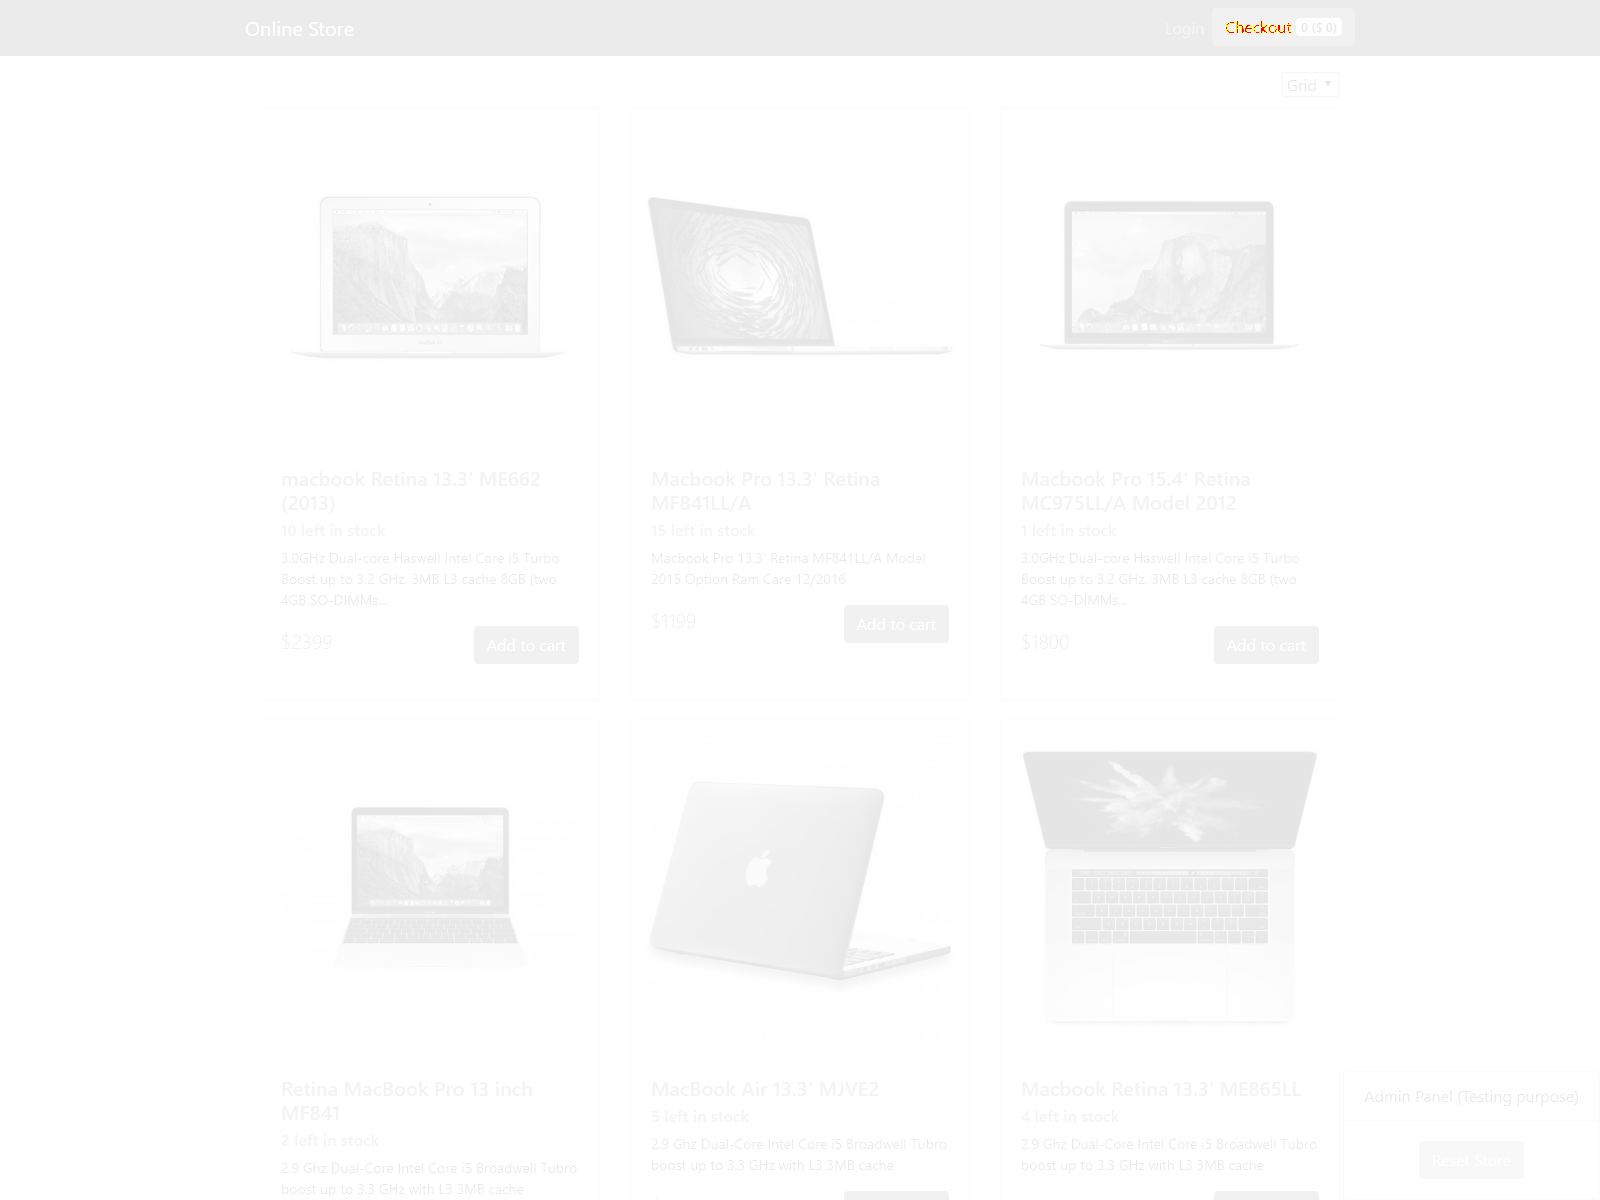 Online Store
Login
Checkout 0 ($ 0)
Grid
macbook Retina 13.3' ME662
(2013)
10 left in stock
3.0GHz Dual-core Haswell Intel Core i5 Turbo
Boost up to 3.2 GHz, 3MB L3 cache 8GB (two
4GB SO-DIMMs...
$2399
Add to cart
Macbook Pro 13.3' Retina
MF841LL/A
15 left in stock
Macbook Pro 13.3' Retina MF841LL/A Model
2015 Option Ram Care 12/2016
$1199
Add to cart
Macbook Pro 15.4' Retina
MC975LL/A Model 2012
1 left in stock
3.0GHz Dual-core Haswell Intel Core i5 Turbo
Boost up to 3.2 GHz, 3MB L3 cache 8GB (two
4GB SO-DIMMs...
$1800
Add to cart
Retina MacBook Pro 13 inch
MF841
2 left in stock
2.9 Ghz Dual-Core Intel Core i5 Broadwell Tubro
boost up to 3.3 GHz with L3 3MB cache
MacBook Air 13.3' MJVE2
5 left in stock
2.9 Ghz Dual-Core Intel Core i5 Broadwell Tubro
boost up to 3.3 GHz with L3 3MB cache
Macbook Retina 13.3' ME865LL
4 left in stock
2.9 Ghz Dual-Core Intel Core i5 Broadwell Tubro
boost up to 3.3 GHz with L3 3MB cache
Admin Panel (Testing purpose)
Reset Store